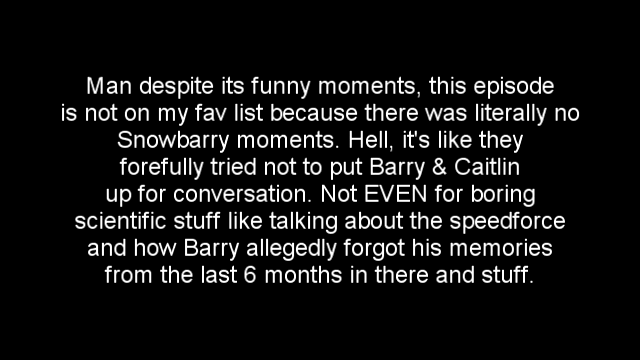 Man despite its funny moments, this episode
is not on my fav list because there was literally no
Snowbarry moments. Hell, it's like they
forefully tried not to put Barry & Caitlin
up for conversation. Not EVEN for boring
scientific stuff like talking about the speedforce
and how Barry allegedly forgot his memories
from the last 6 months in there and stuff.